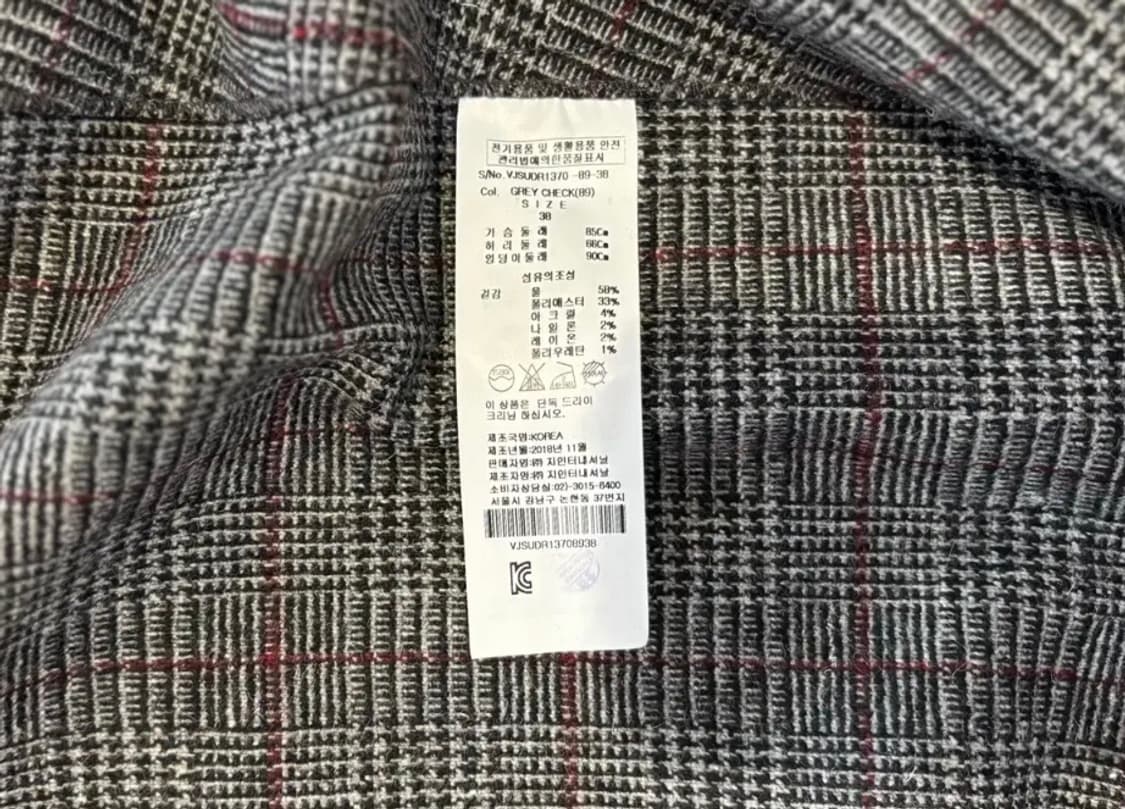 전기용품 및 생활용품 안전
관리법에의한품질표시
S/No.VJSUDR1370-89-38
Col. GREY CHECK(89)
SIZE
38
가슴둘레 85Cm
허리둘레 68Cm
엉덩이둘레 90Cm
섬유의조성
겉감 울 58%
폴리에스터 33%
아크릴 4%
나일론 2%
레이온 2%
폴리우레탄 1%
이 상품은 단독 드라이
크리닝 하십시오.
제조국명:KOREA
제조년월:2018년 11월
판매자명:㈜ 지인터내셔날
제조자명:㈜ 지인터내셔날
소비자상담실:02)-3015-6400
서울시 강남구 논현동 37번지
VJSUDR13708938
KC